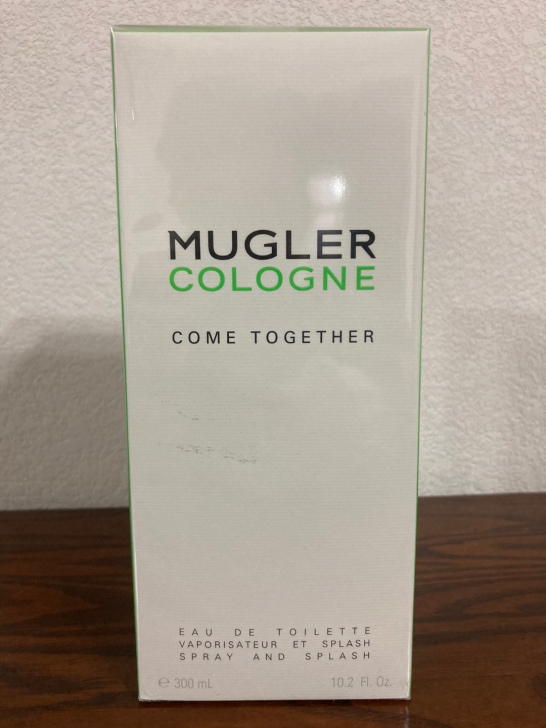 MUGLER
COLOGNE
COME TOGETHER
EAU DE TOILETTE
VAPORISATEUR ET SPLASH
SPRAY AND SPLASH
℮ 300 mL 10.2 Fl. Oz.